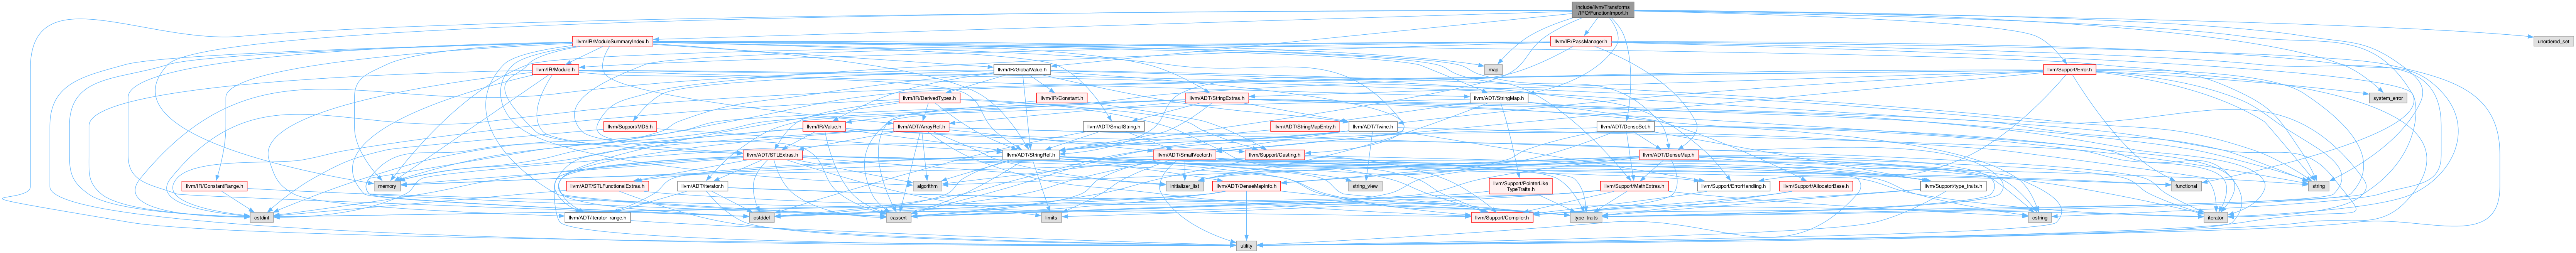 include/llvm/Transforms
/IPO/FunctionImport.h
llvm/IR/ModuleSummaryIndex.h
llvm/IR/PassManager.h
unordered_set
llvm/IR/Module.h
llvm/IR/GlobalValue.h
map
llvm/Support/Error.h
llvm/IR/DerivedTypes.h
llvm/IR/Constant.h
llvm/ADT/StringExtras.h
llvm/ADT/StringMap.h
system_error
llvm/Support/MD5.h
llvm/IR/Value.h
llvm/ADT/ArrayRef.h
llvm/ADT/SmallString.h
llvm/ADT/StringMapEntry.h
llvm/ADT/Twine.h
llvm/ADT/DenseSet.h
llvm/ADT/STLExtras.h
llvm/ADT/StringRef.h
llvm/ADT/SmallVector.h
llvm/Support/Casting.h
llvm/ADT/DenseMap.h
llvm/IR/ConstantRange.h
memory
llvm/ADT/STLFunctionalExtras.h
llvm/ADT/iterator.h
algorithm
initializer_list
llvm/ADT/DenseMapInfo.h
string_view
llvm/Support/PointerLike
TypeTraits.h
llvm/Support/MathExtras.h
llvm/Support/ErrorHandling.h
llvm/Support/AllocatorBase.h
llvm/Support/type_traits.h
functional
string
cstdint
llvm/ADT/iterator_range.h
cstddef
cassert
limits
llvm/Support/Compiler.h
type_traits
cstring
iterator
utility